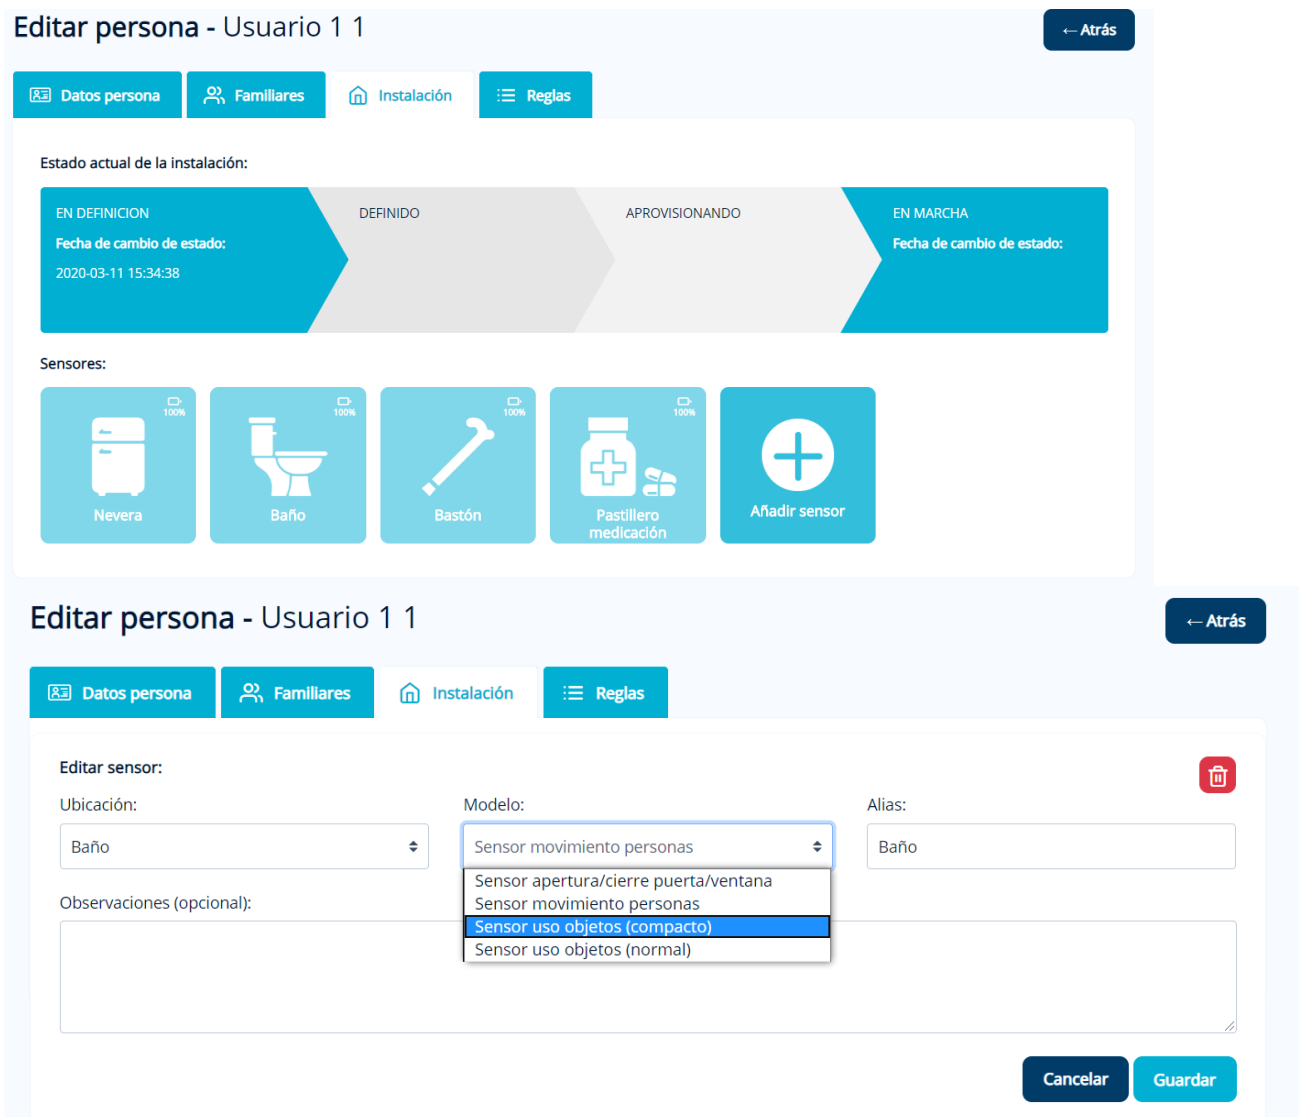 Editar persona - Usuario 1 1
← Atrás
Datos persona
Familiares
Instalación
Reglas
Estado actual de la instalación:
EN DEFINICION
Fecha de cambio de estado:
2020-03-11 15:34:38
DEFINIDO
APROVISIONANDO
EN MARCHA
Fecha de cambio de estado:
Sensores:
100%
Nevera
100%
Baño
100%
Bastón
100%
Pastillero
medicación
Añadir sensor
Editar persona - Usuario 1 1
← Atrás
Datos persona
Familiares
Instalación
Reglas
Editar sensor:
Ubicación:
Modelo:
Alias:
Baño
Sensor movimiento personas
Baño
Sensor apertura/cierre puerta/ventana
Sensor movimiento personas
Sensor uso objetos (compacto)
Sensor uso objetos (normal)
Observaciones (opcional):
Cancelar
Guardar